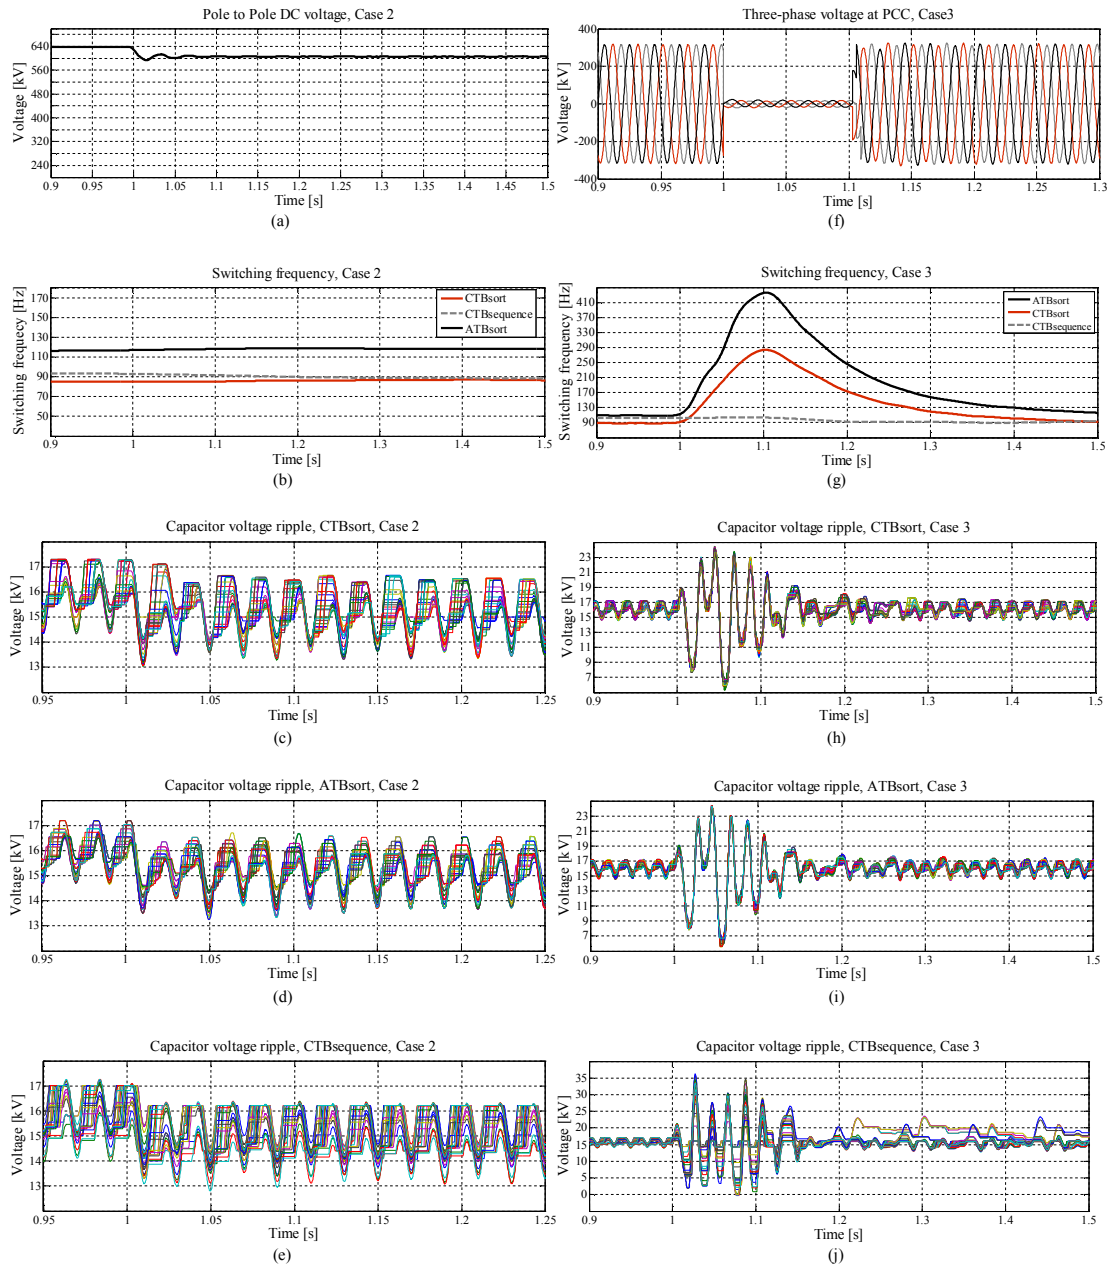 Pole to Pole DC voltage, Case 2
Voltage [kV]
640
560
480
400
320
240
0.9 0.95 1 1.05 1.1 1.15 1.2 1.25 1.3 1.35 1.4 1.45 1.5
Time [s]
(a)
Three-phase voltage at PCC, Case3
Voltage [kV]
400
200
0
-200
-400
0.9 0.95 1 1.05 1.1 1.15 1.2 1.25 1.3
Time [s]
(f)
Switching frequency, Case 2
Switching frequecy [Hz]
170
150
130
110
90
70
50
CTBsort
CTBsequence
ATBsort
0.9 1 1.1 1.2 1.3 1.4 1.5
Time [s]
(b)
Switching frequency, Case 3
Switching frequency [Hz]
410
370
330
290
250
210
170
130
90
ATBsort
CTBsort
CTBsequence
0.9 1 1.1 1.2 1.3 1.4 1.5
Time [s]
(g)
Capacitor voltage ripple, CTBsort, Case 2
Voltage [kV]
17
16
15
14
13
0.95 1 1.05 1.1 1.15 1.2 1.25
Time [s]
(c)
Capacitor voltage ripple, CTBsort, Case 3
Voltage [kV]
23
21
19
17
15
13
11
9
7
0.9 1 1.1 1.2 1.3 1.4 1.5
Time [s]
(h)
Capacitor voltage ripple, ATBsort, Case 2
Voltage [kV]
17
16
15
14
13
0.95 1 1.05 1.1 1.15 1.2 1.25
Time [s]
(d)
Capacitor voltage ripple, ATBsort, Case 3
Voltage [kV]
23
21
19
17
15
13
11
9
7
0.9 1 1.1 1.2 1.3 1.4 1.5
Time [s]
(i)
Capacitor voltage ripple, CTBsequence, Case 2
Voltage [kV]
17
16
15
14
13
0.95 1 1.05 1.1 1.15 1.2 1.25
Time [s]
(e)
Capacitor voltage ripple, CTBsequence, Case 3
Voltage [kV]
35
30
25
20
15
10
5
0
0.9 1 1.1 1.2 1.3 1.4 1.5
Time [s]
(j)